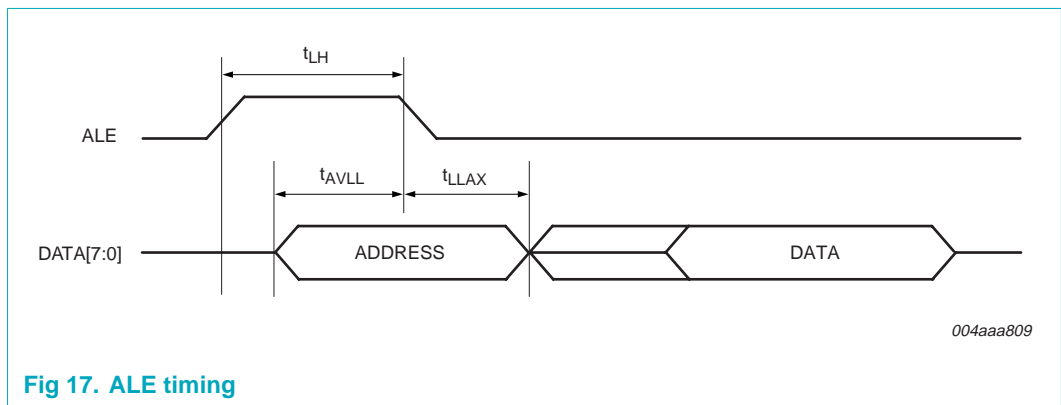 tLH
ALE
tAVLL
tLLAX
DATA[7:0]
ADDRESS
DATA
004aaa809
Fig 17. ALE timing